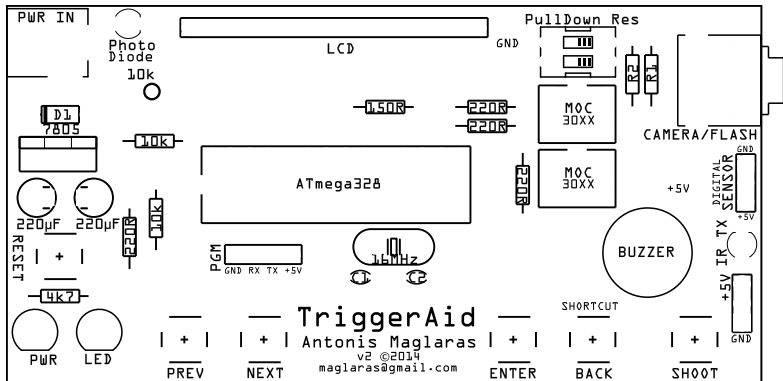 PWR IN
Photo
Diode
10k
LCD
GND
PullDown Res
R2
R1
CAMERA/FLASH
D1
7805
10k
150R
220R
220R
MOC
30XX
MOC
30XX
ATmega328
220R
+5V
GND
DIGITAL
SENSOR
+5V
220µF
220µF
220R
10k
RESET
PGM
GND RX TX +5V
16MHz
C1
C2
BUZZER
IR TX
+5V
GND
4k7
PWR
LED
TriggerAid
Antonis Maglaras
v2 ©2014
maglaras@gmail.com
SHORTCUT
PREV
NEXT
ENTER
BACK
SHOOT